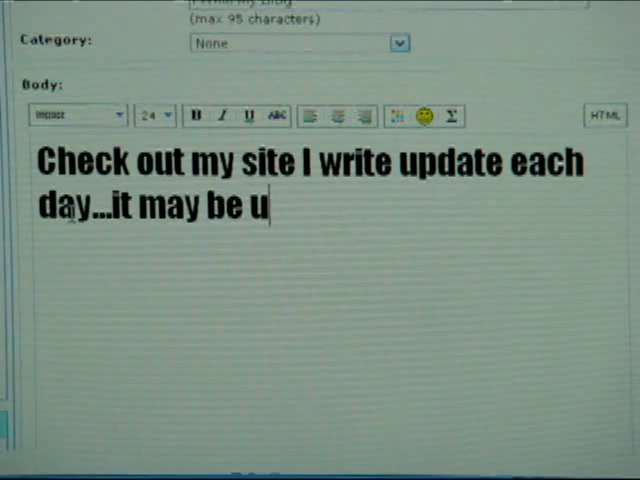 (max 95 characters)
Category:
None
Body:
Impact
24
B I U ABC
Σ
HTML
Check out my site I write update each
day...it may be u